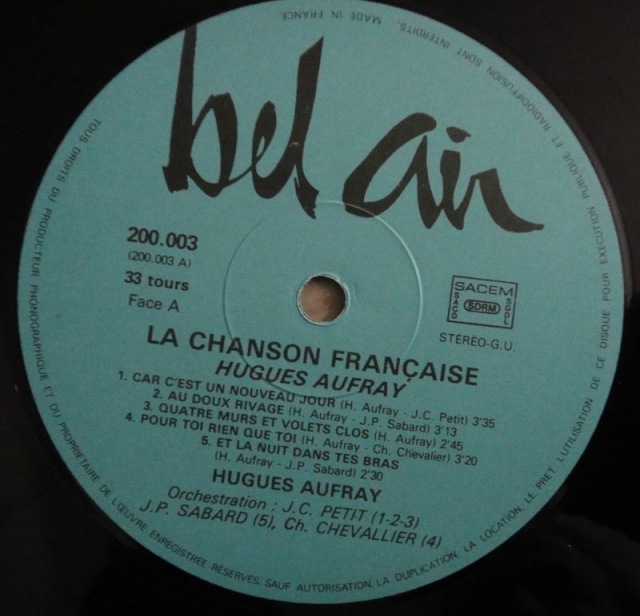 bel air
200.003
(200.003 A)
33 tours
Face A
SACEM
SACD
SDRM
SGDL
STÉRÉO-G.U.
LA CHANSON FRANÇAISE
HUGUES AUFRAY
1. CAR C'EST UN NOUVEAU JOUR (H. Aufray - J.C. Petit) 3'35
2. AU DOUX RIVAGE (H. Aufray - J.P. Sabard) 3'13
3. QUATRE MURS ET VOLETS CLOS (H. Aufray) 2'45
4. POUR TOI RIEN QUE TOI (H. Aufray - Ch. Chevallier) 3'20
5. ET LA NUIT DANS TES BRAS
(H. Aufray - J.P. Sabard) 2'30
HUGUES AUFRAY
Orchestration : J.C. PETIT (1-2-3)
J.P. SABARD (5), Ch. CHEVALLIER (4)
TOUS DROITS DU PRODUCTEUR PHONOGRAPHIQUE ET DU PROPRIETAIRE DE L'ŒUVRE ENREGISTREE RESERVES. SAUF AUTORISATION, LA DUPLICATION, LA LOCATION, LE PRET, L'UTILISATION DE CE DISQUE POUR EXECUTION PUBLIQUE ET RADIODIFFUSION SONT INTERDITS. MADE IN FRANCE